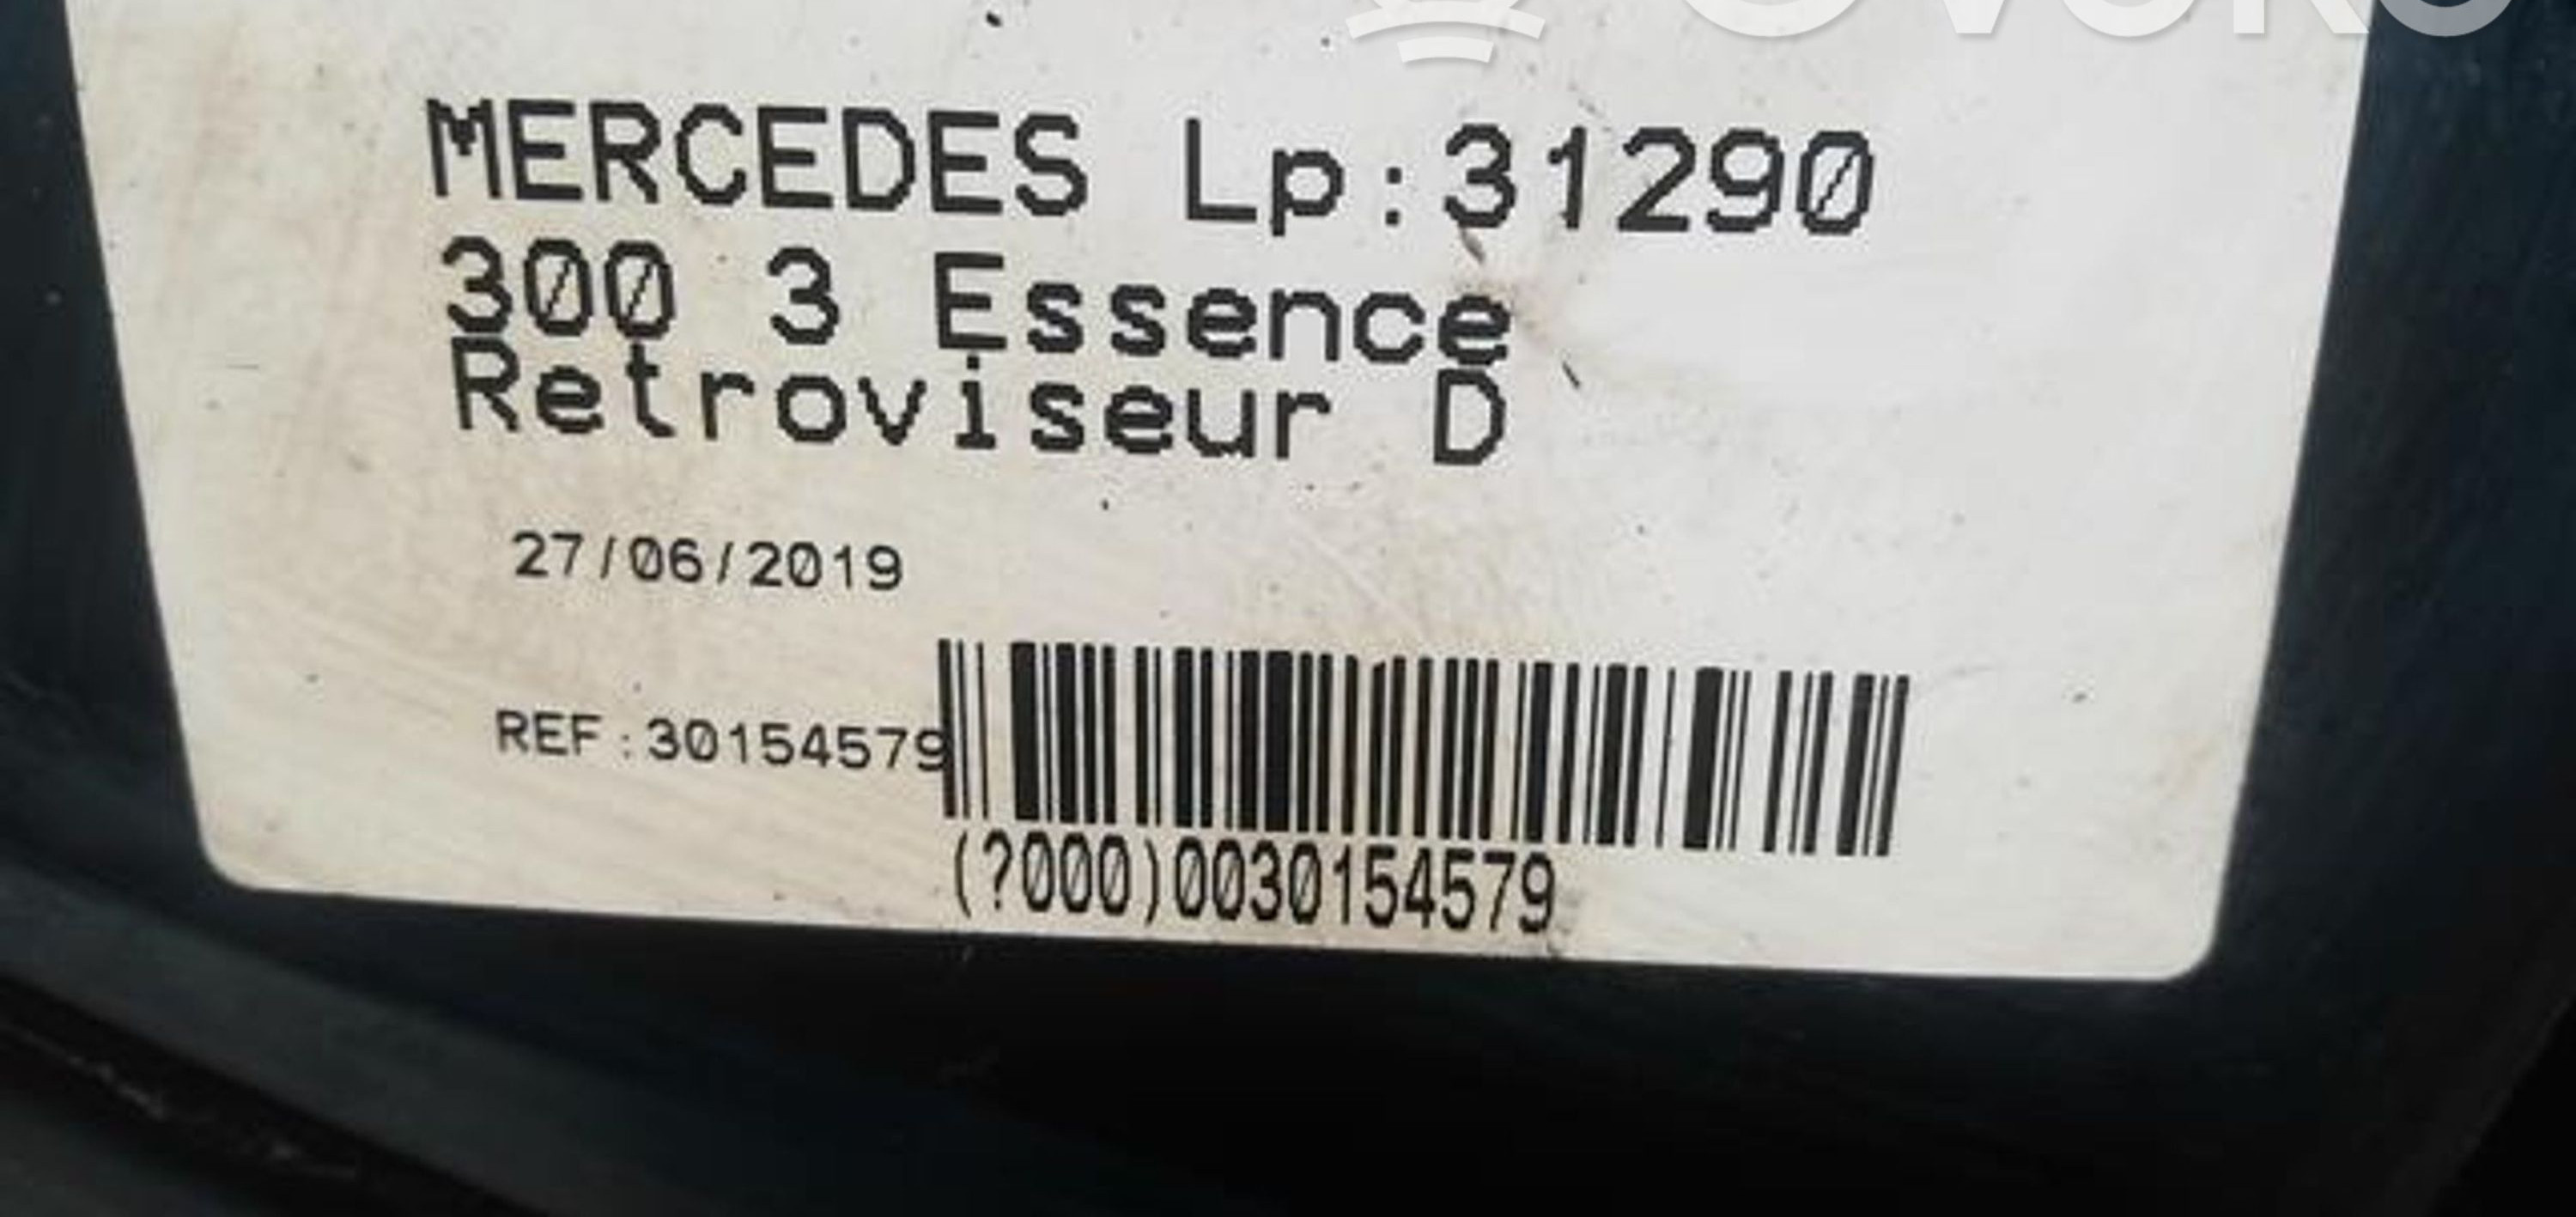 MERCEDES Lp:31290
300 3 Essence
Retroviseur D
27/06/2019
REF:30154579
(?000)0030154579